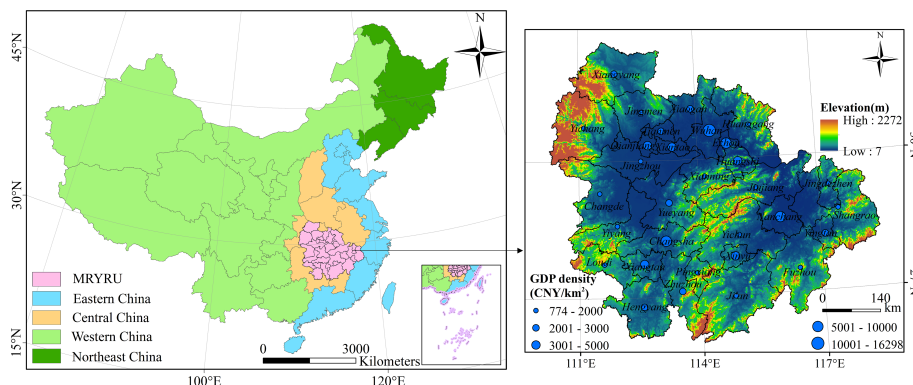 N
45°N
30°N
15°N
100°E
120°E
MRYRU
Eastern China
Central China
Western China
Northeast China
0 3000
Kilometers
N
Elevation(m)
High : 2272
Low : 7
Xiangyang
Jingmen
Xiaogan
Yichang
Wuhan
Huanggang
Jingzhou
Xianning
Jiujiang
Jingdezhen
Changde
Yueyang
Nanchang
Shangrao
Yiyang
Changsha
Yichun
Yingtan
Loudi
Xiangtan
Pingxiang
Xinyu
Fuzhou
Zhuzhou
Hengyang
Ji'an
GDP density
(CNY/km²)
774 - 2000
2001 - 3000
3001 - 5000
5001 - 10000
10001 - 16298
0 140
km
111°E
114°E
117°E